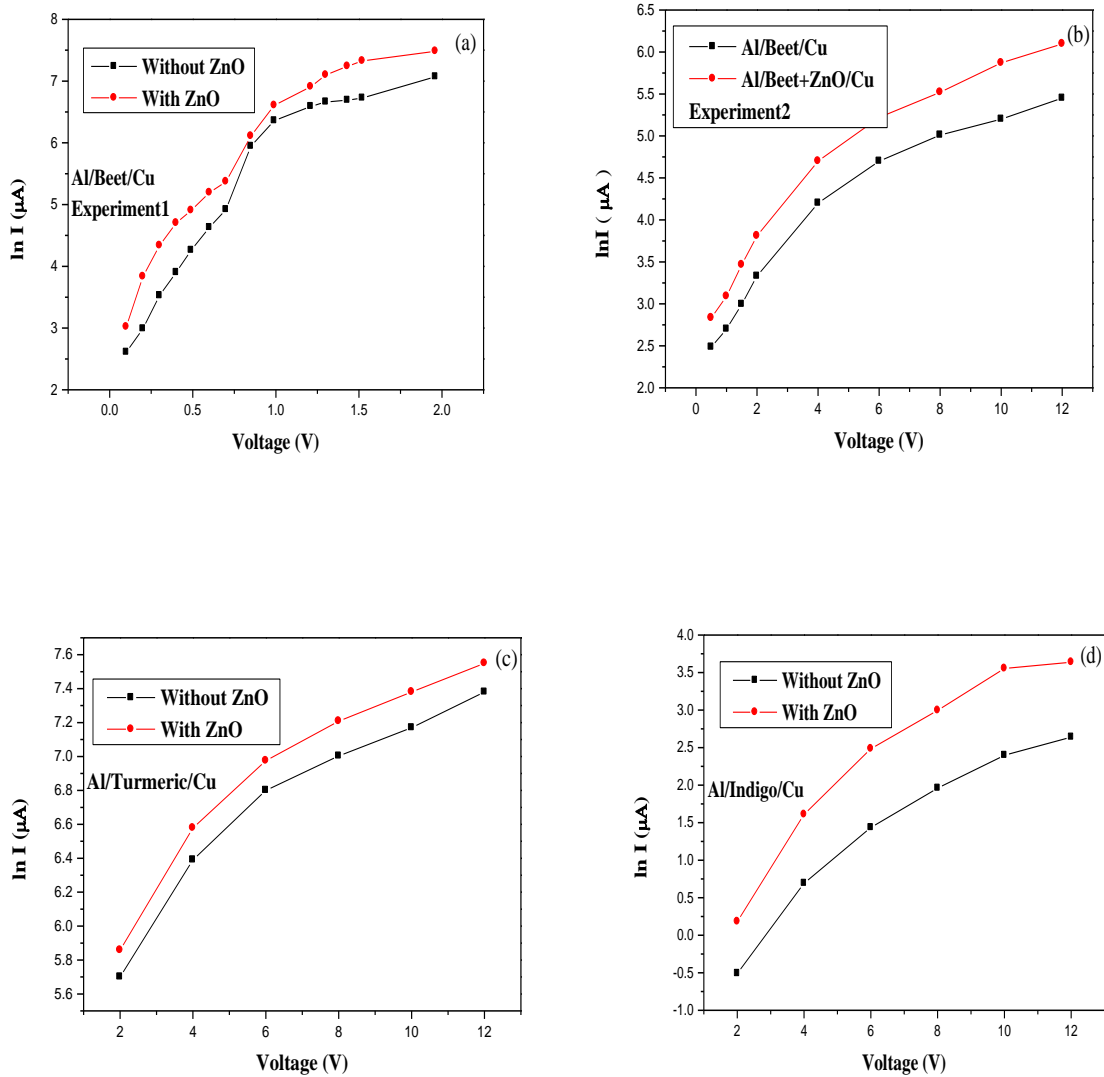 (a)
Without ZnO
With ZnO
Al/Beet/Cu
Experiment1
8
7
6
5
4
3
2
ln I (μA)
0.0 0.5 1.0 1.5 2.0
Voltage (V)
(b)
Al/Beet/Cu
Al/Beet+ZnO/Cu
Experiment2
6.5
6.0
5.5
5.0
4.5
4.0
3.5
3.0
2.5
2.0
lnI ( μA)
0 2 4 6 8 10 12
Voltage (V)
(c)
Without ZnO
With ZnO
Al/Turmeric/Cu
7.6
7.4
7.2
7.0
6.8
6.6
6.4
6.2
6.0
5.8
5.6
ln I (μA)
2 4 6 8 10 12
Voltage (V)
(d)
Without ZnO
With ZnO
Al/Indigo/Cu
4.0
3.5
3.0
2.5
2.0
1.5
1.0
0.5
0.0
-0.5
-1.0
ln I (μA)
2 4 6 8 10 12
Voltage (V)